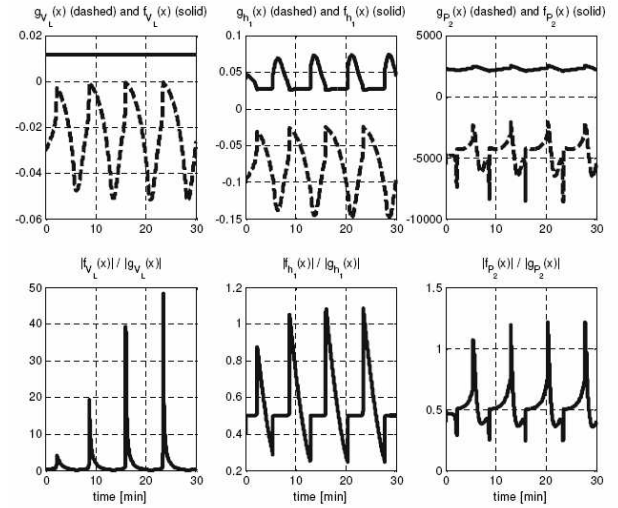 g_{V_L}(x) (dashed) and f_{V_L}(x) (solid)
0.02
0
-0.02
-0.04
-0.06
0 10 20 30
g_{h_1}(x) (dashed) and f_{h_1}(x) (solid)
0.1
0.05
0
-0.05
-0.1
-0.15
0 10 20 30
g_{P_2}(x) (dashed) and f_{P_2}(x) (solid)
5000
0
-5000
-10000
0 10 20 30
|f_{V_L}(x)| / |g_{V_L}(x)|
50
40
30
20
10
0
0 10 20 30
time [min]
|f_{h_1}(x)| / |g_{h_1}(x)|
1.2
1
0.8
0.6
0.4
0.2
0 10 20 30
time [min]
|f_{P_2}(x)| / |g_{P_2}(x)|
1.5
1
0.5
0
0 10 20 30
time [min]